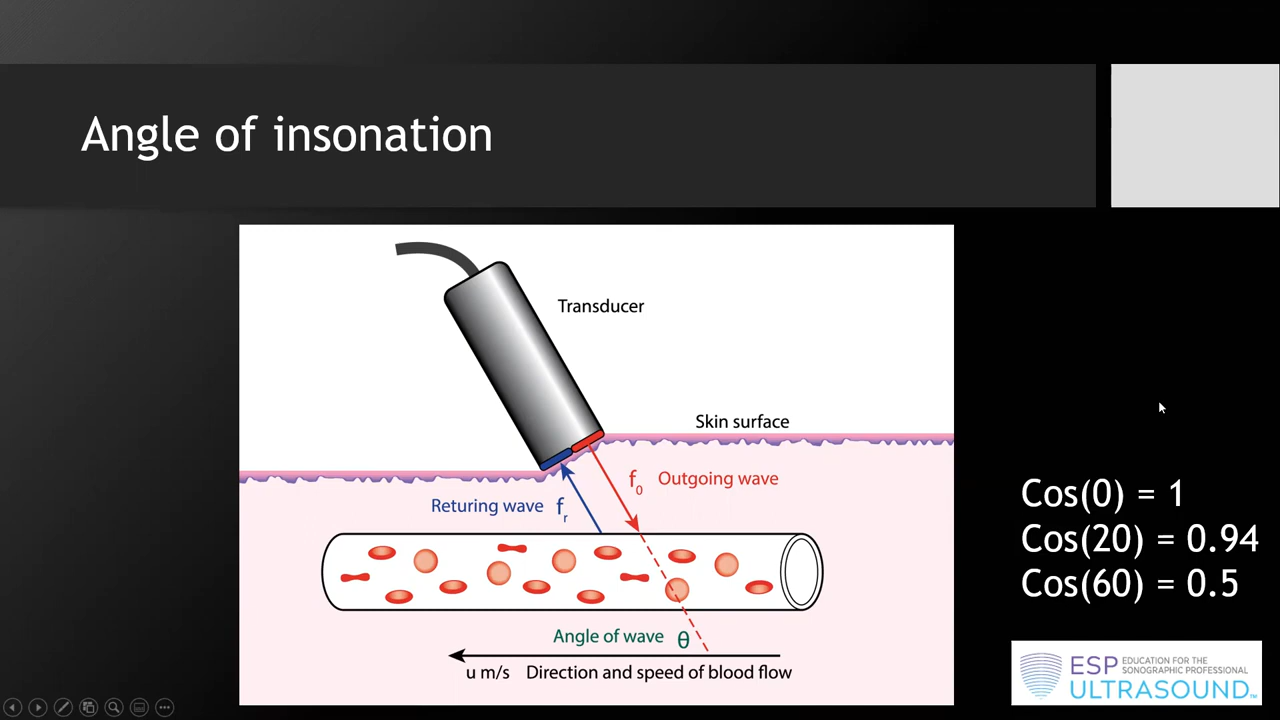 Angle of insonation
Transducer
Skin surface
f0 Outgoing wave
Returing wave fr
Angle of wave θ
u m/s Direction and speed of blood flow
Cos(0) = 1
Cos(20) = 0.94
Cos(60) = 0.5
ESP EDUCATION FOR THE
SONOGRAPHIC PROFESSIONAL
ULTRASOUND™